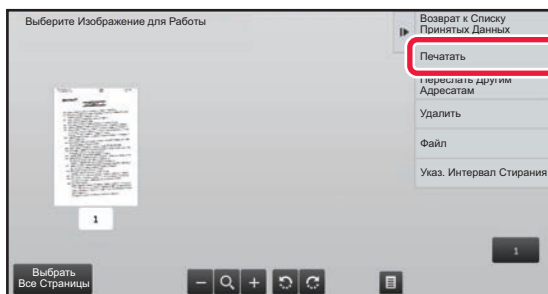 Выберите Изображение для Работы
Возврат к Списку
Принятых Данных
Печатать
Переслать Другим
Адресатам
Удалить
Файл
Указ. Интервал Стирания
1
1
Выбрать
Все Страницы